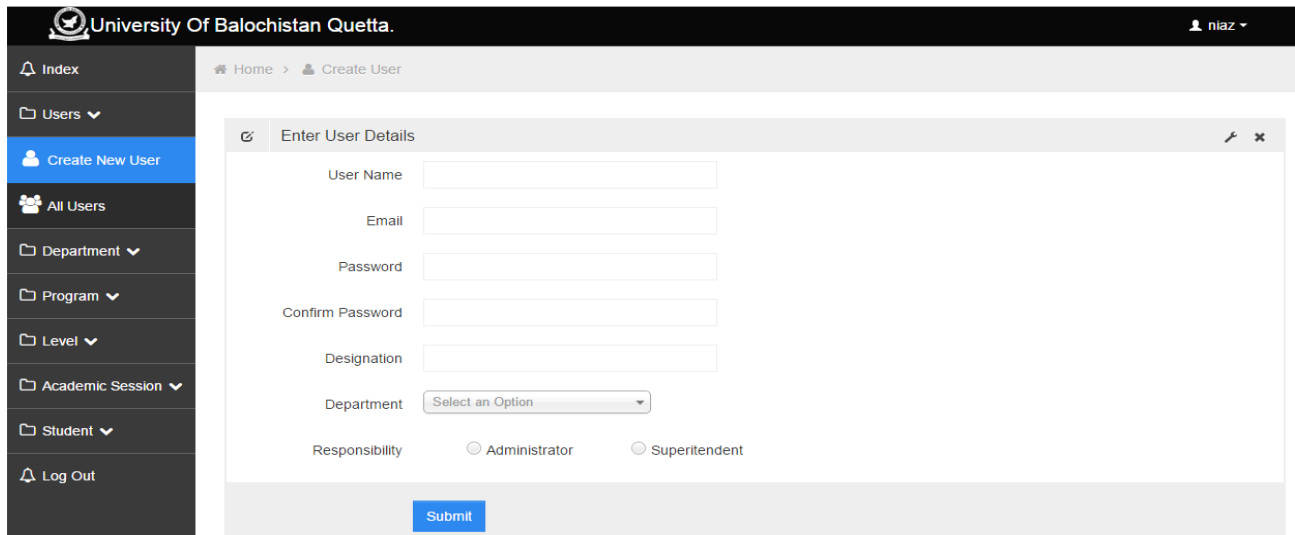 University Of Balochistan Quetta.
niaz
Index
Users
Create New User
All Users
Department
Program
Level
Academic Session
Student
Log Out
Home > Create User
Enter User Details
User Name
Email
Password
Confirm Password
Designation
Department Select an Option
Responsibility Administrator Superitendent
Submit